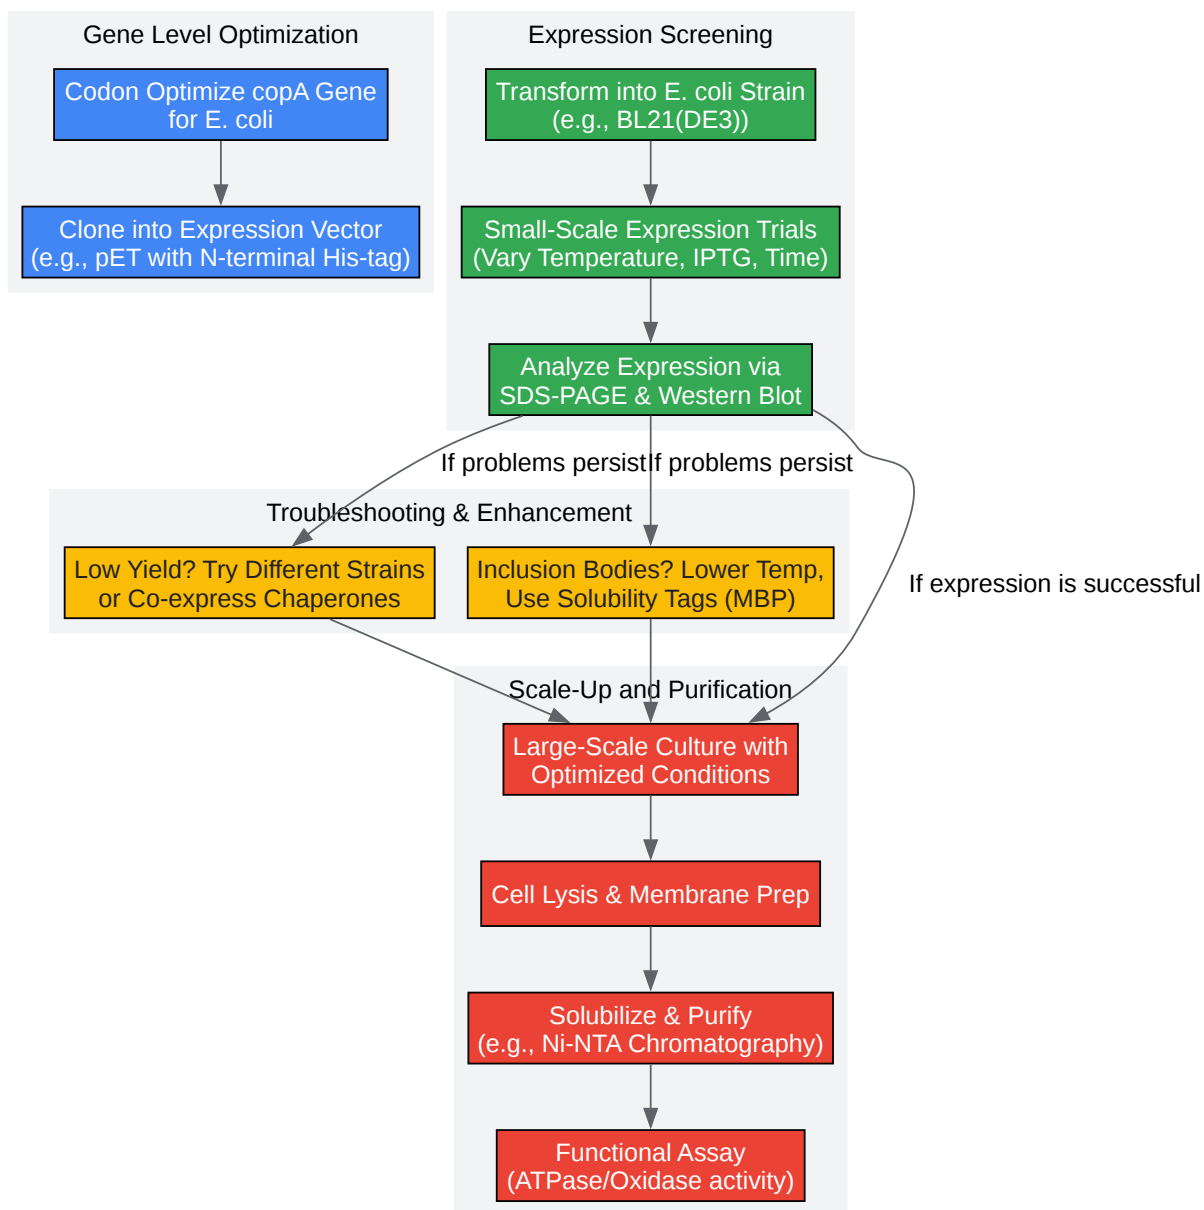 Gene Level Optimization
Codon Optimize copA Gene
for E. coli
Clone into Expression Vector
(e.g., pET with N-terminal His-tag)
Expression Screening
Transform into E. coli Strain
(e.g., BL21(DE3))
Small-Scale Expression Trials
(Vary Temperature, IPTG, Time)
Analyze Expression via
SDS-PAGE & Western Blot
If problems persist
If problems persist
If expression is successful
Troubleshooting & Enhancement
Low Yield? Try Different Strains
or Co-express Chaperones
Inclusion Bodies? Lower Temp,
Use Solubility Tags (MBP)
Scale-Up and Purification
Large-Scale Culture with
Optimized Conditions
Cell Lysis & Membrane Prep
Solubilize & Purify
(e.g., Ni-NTA Chromatography)
Functional Assay
(ATPase/Oxidase activity)